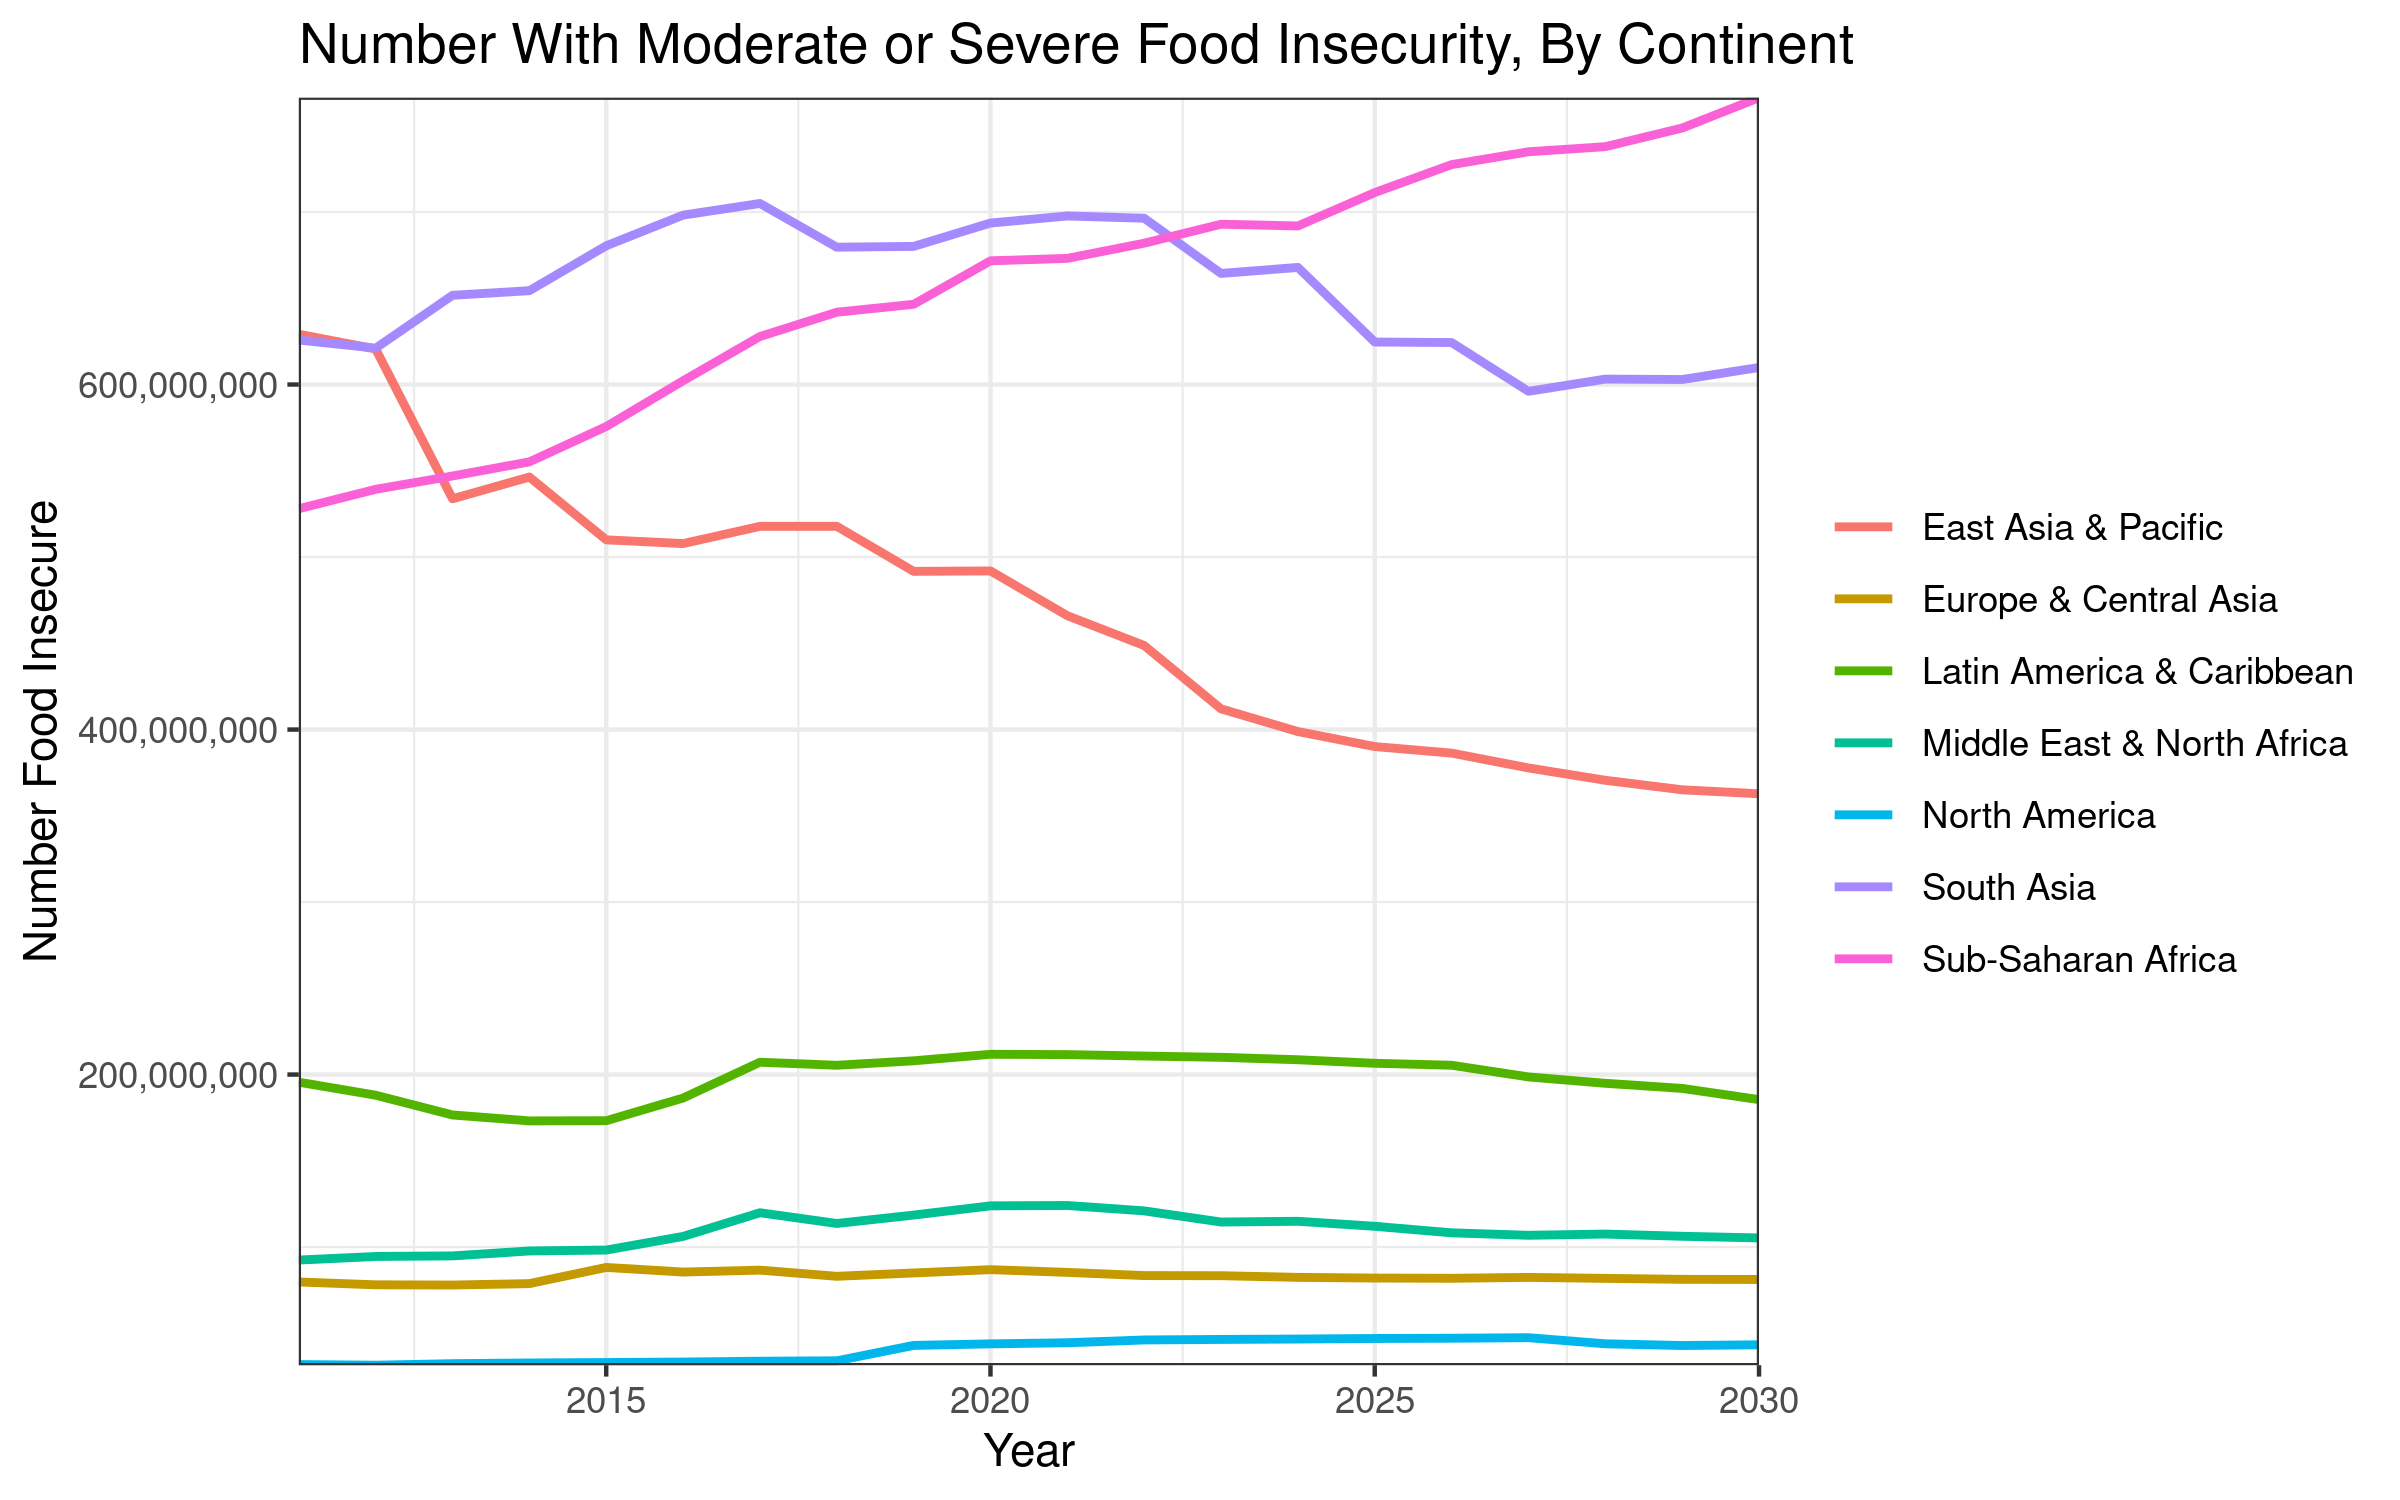 Number With Moderate or Severe Food Insecurity, By Continent
Number Food Insecure
600,000,000
400,000,000
200,000,000
2015
2020
2025
2030
Year
East Asia & Pacific
Europe & Central Asia
Latin America & Caribbean
Middle East & North Africa
North America
South Asia
Sub-Saharan Africa